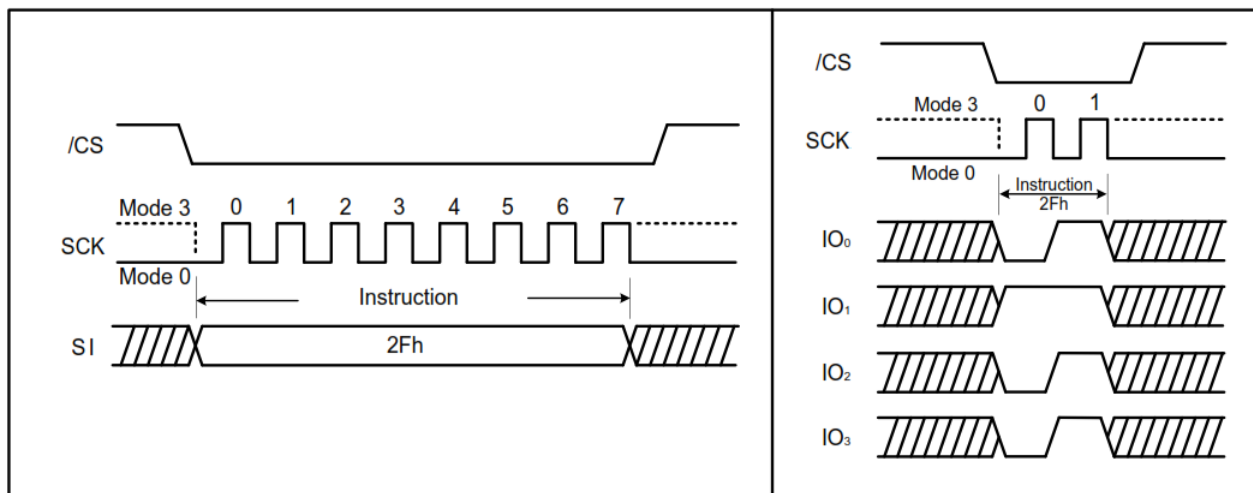 /CS
Mode 3
0 1 2 3 4 5 6 7
SCK
Mode 0
Instruction
SI
2Fh
/CS
Mode 3
0 1
SCK
Mode 0
Instruction
2Fh
IO₀
IO₁
IO₂
IO₃